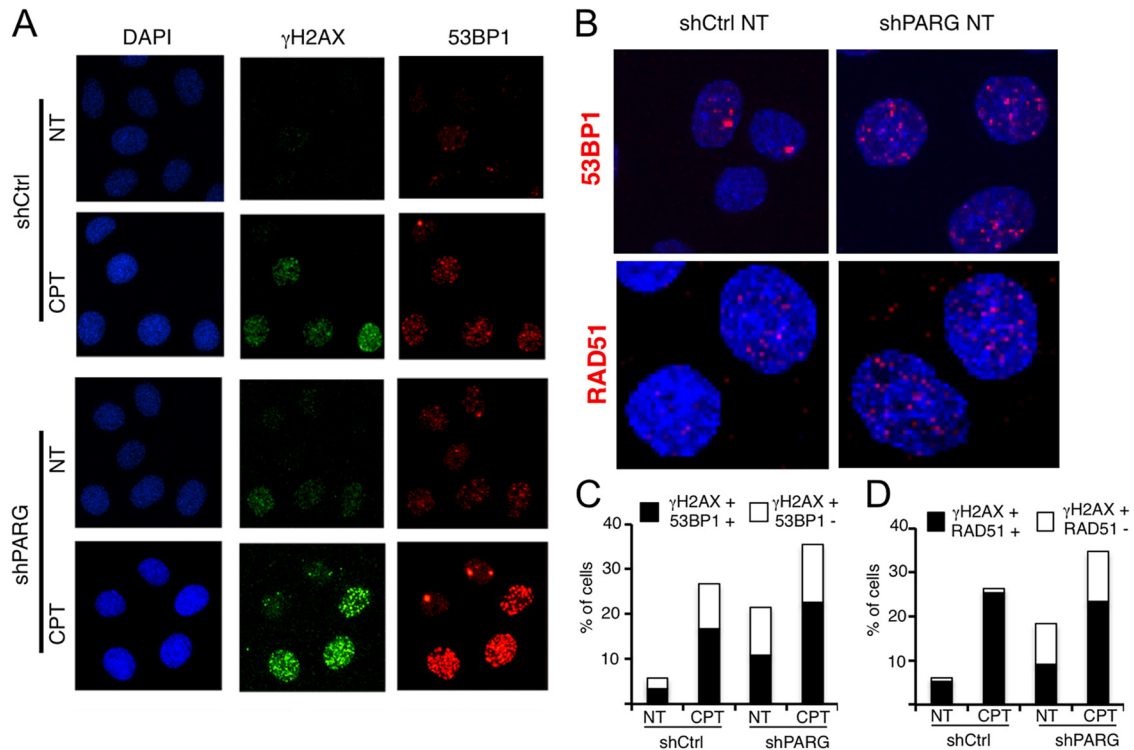 A
DAPI
γH2AX
53BP1
shCtrl
NT
CPT
shPARG
NT
CPT
B
shCtrl NT
shPARG NT
53BP1
RAD51
C
γH2AX +
53BP1 +
γH2AX +
53BP1 -
40
30
20
10
% of cells
NT
CPT
NT
CPT
shCtrl
shPARG
D
γH2AX +
RAD51 +
γH2AX +
RAD51 -
40
30
20
10
% of cells
NT
CPT
NT
CPT
shCtrl
shPARG